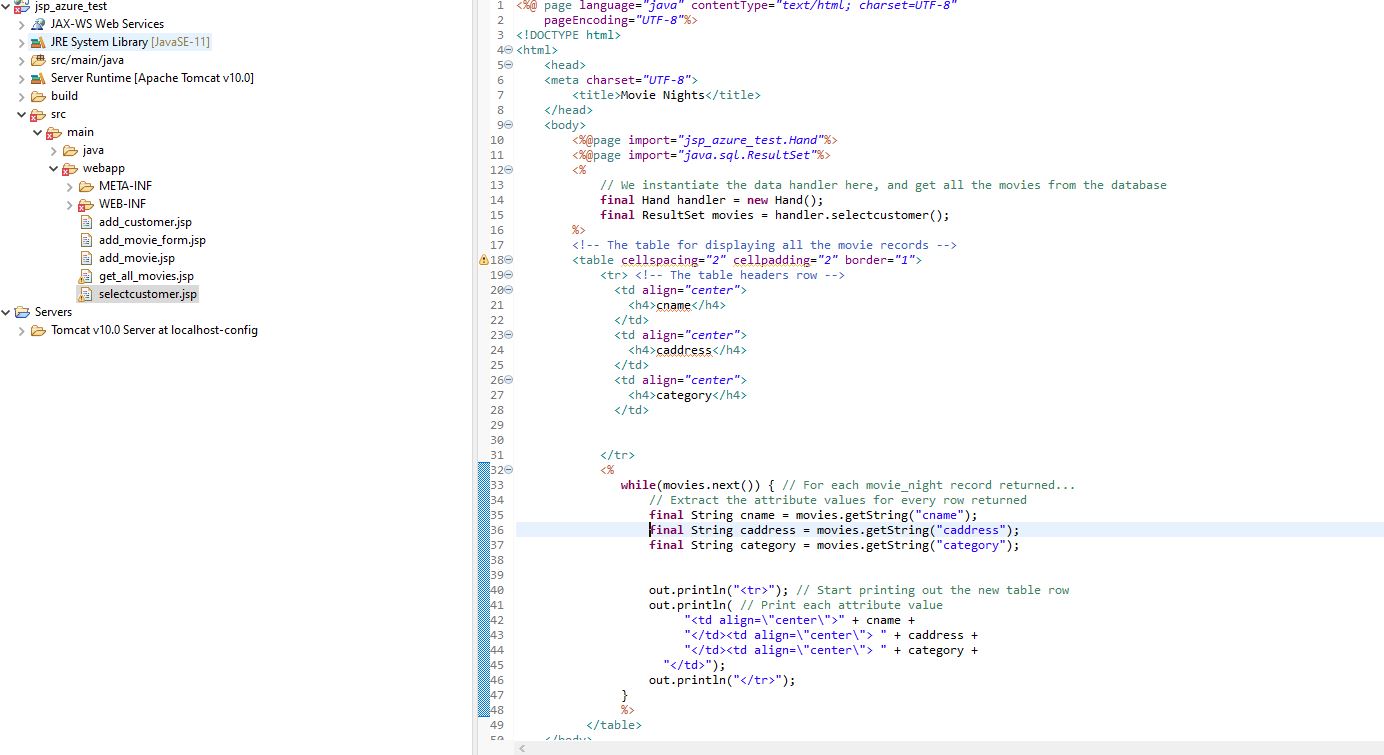 jsp_azure_test
JAX-WS Web Services
JRE System Library [JavaSE-11]
src/main/java
Server Runtime [Apache Tomcat v10.0]
build
src
main
java
webapp
META-INF
WEB-INF
add_customer.jsp
add_movie_form.jsp
add_movie.jsp
get_all_movies.jsp
selectcustomer.jsp
Servers
Tomcat v10.0 Server at localhost-config
1 <%@ page language="java" contentType="text/html; charset=UTF-8"
2 pageEncoding="UTF-8"%>
3 <!DOCTYPE html>
4 <html>
5 <head>
6 <meta charset="UTF-8">
7 <title>Movie Nights</title>
8 </head>
9 <body>
10 <%@page import="jsp_azure_test.Hand"%>
11 <%@page import="java.sql.ResultSet"%>
12 <%
13 // We instantiate the data handler here, and get all the movies from the database
14 final Hand handler = new Hand();
15 final ResultSet movies = handler.selectcustomer();
16 %>
17 <!-- The table for displaying all the movie records -->
18 <table cellspacing="2" cellpadding="2" border="1">
19 <tr> <!-- The table headers row -->
20 <td align="center">
21 <h4>cname</h4>
22 </td>
23 <td align="center">
24 <h4>caddress</h4>
25 </td>
26 <td align="center">
27 <h4>category</h4>
28 </td>
29
30
31 </tr>
32 <%
33 while(movies.next()) { // For each movie_night record returned...
34 // Extract the attribute values for every row returned
35 final String cname = movies.getString("cname");
36 final String caddress = movies.getString("caddress");
37 final String category = movies.getString("category");
38
39
40 out.println("<tr>"); // Start printing out the new table row
41 out.println( // Print each attribute value
42 "<td align=\"center\">" + cname +
43 "</td><td align=\"center\"> " + caddress +
44 "</td><td align=\"center\"> " + category +
45 "</td>");
46 out.println("</tr>");
47 }
48 %>
49 </table>
50 </body>